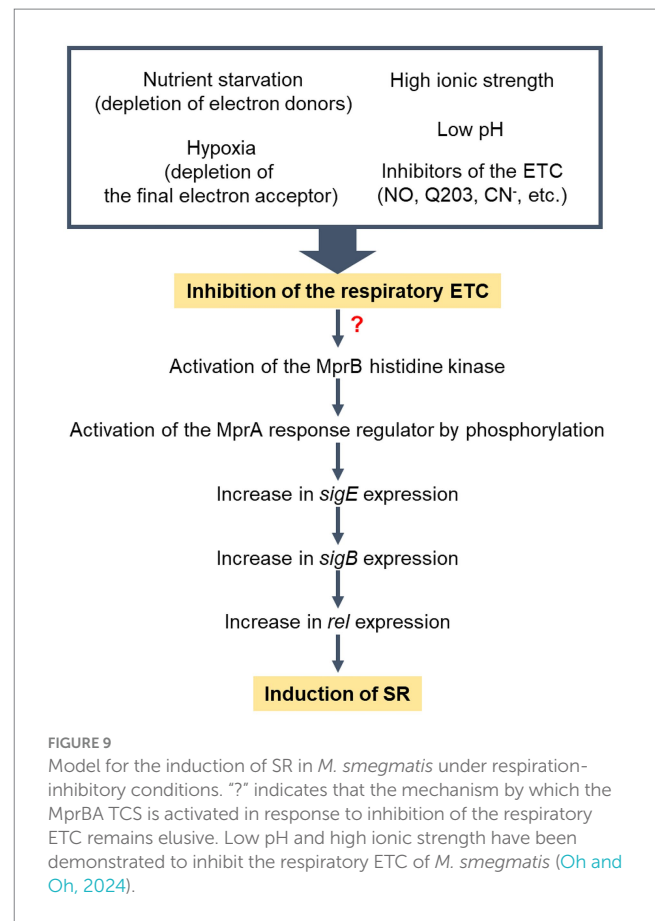 Nutrient starvation
(depletion of electron donors)
Hypoxia
(depletion of
the final electron acceptor)
High ionic strength
Low pH
Inhibitors of the ETC
(NO, Q203, CN⁻, etc.)
Inhibition of the respiratory ETC
?
Activation of the MprB histidine kinase
Activation of the MprA response regulator by phosphorylation
Increase in sigE expression
Increase in sigB expression
Increase in rel expression
Induction of SR
FIGURE 9
Model for the induction of SR in M. smegmatis under respiration-
inhibitory conditions. “?” indicates that the mechanism by which the
MprBA TCS is activated in response to inhibition of the respiratory
ETC remains elusive. Low pH and high ionic strength have been
demonstrated to inhibit the respiratory ETC of M. smegmatis (Oh and
Oh, 2024).